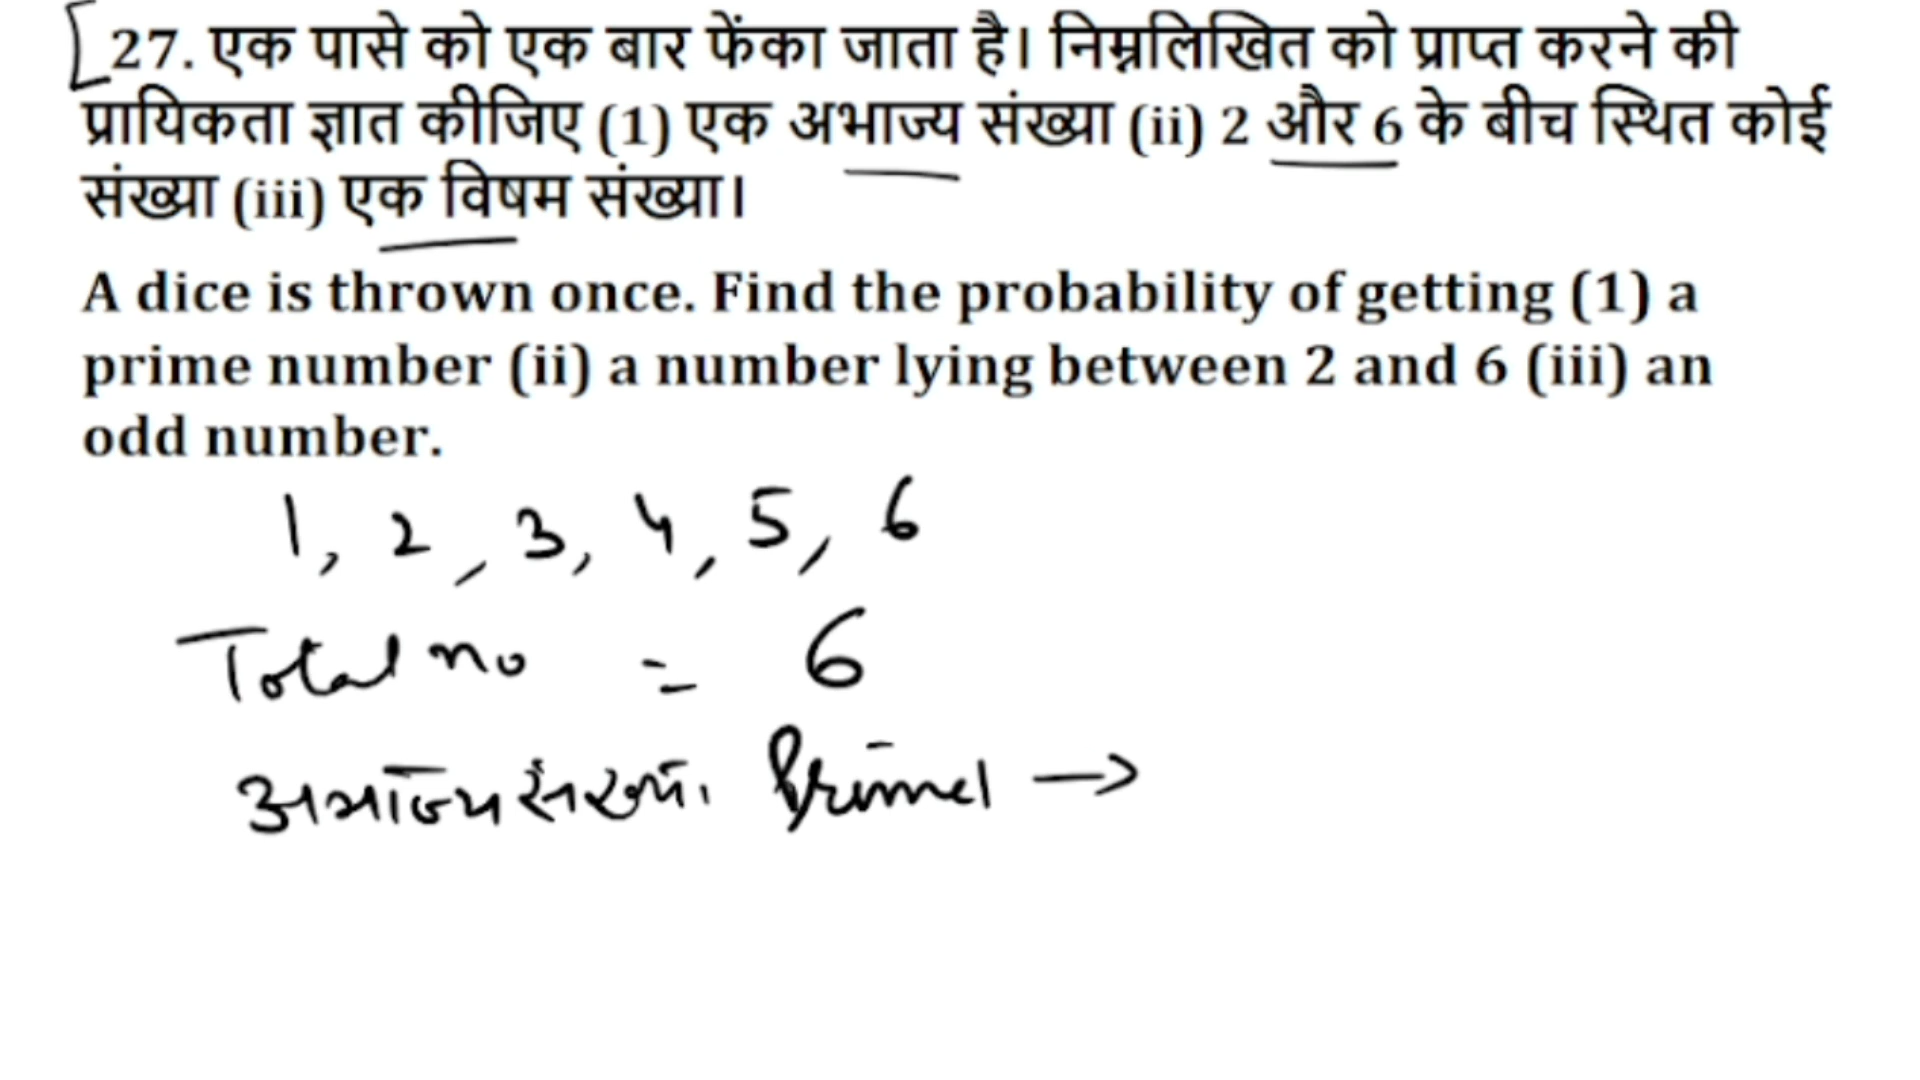 27. एक पासे को एक बार फेंका जाता है। निम्नलिखित को प्राप्त करने की
प्रायिकता ज्ञात कीजिए (1) एक अभाज्य संख्या (ii) 2 और 6 के बीच स्थित कोई
संख्या (iii) एक विषम संख्या।
A dice is thrown once. Find the probability of getting (1) a
prime number (ii) a number lying between 2 and 6 (iii) an
odd number.
1, 2, 3, 4, 5, 6
Total no = 6
अभाज्य संख्या Prime →